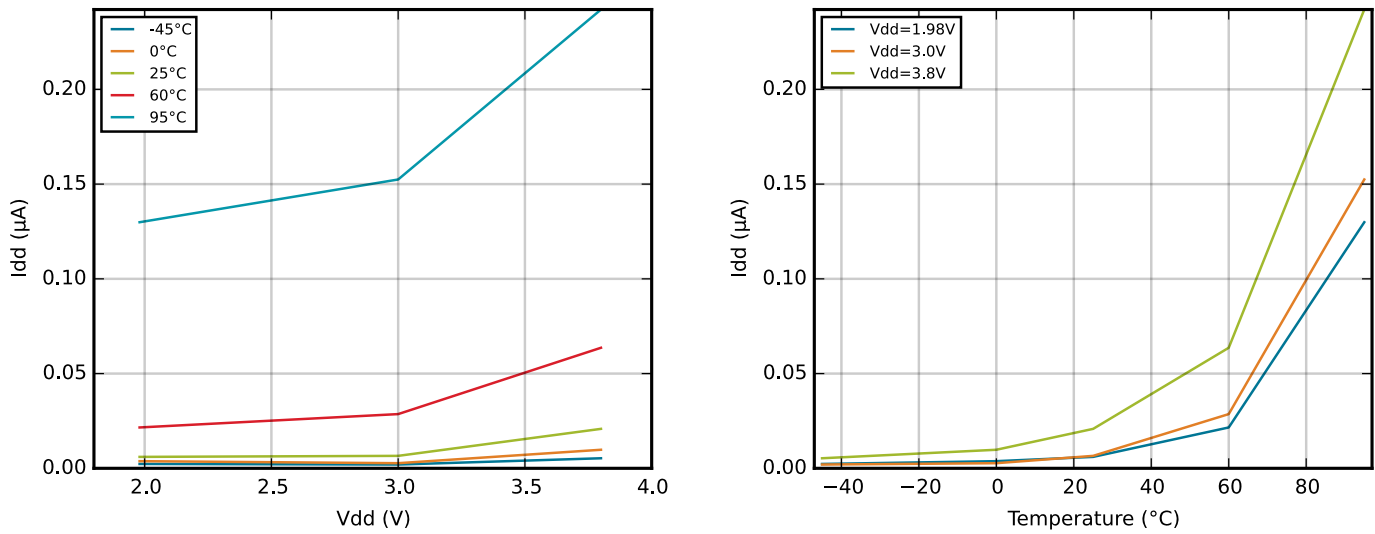 -45°C
0°C
25°C
60°C
95°C
0.20
0.15
0.10
0.05
0.00
2.0 2.5 3.0 3.5 4.0
Vdd (V)
Idd (µA)
Vdd=1.98V
Vdd=3.0V
Vdd=3.8V
0.20
0.15
0.10
0.05
0.00
−40 −20 0 20 40 60 80
Temperature (°C)
Idd (µA)